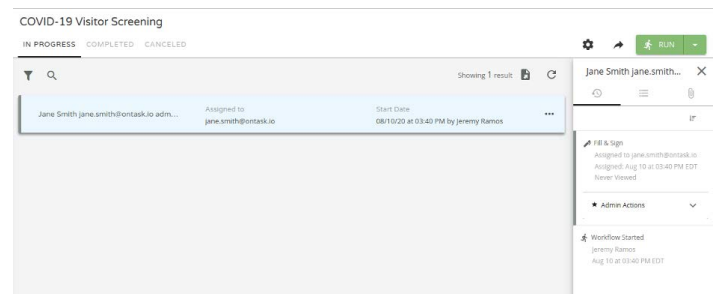 COVID-19 Visitor Screening
IN PROGRESS COMPLETED CANCELED
RUN
Showing 1 result
Jane Smith jane.smith@ontask.io adm...
Assigned to
jane.smith@ontask.io
Start Date
08/10/20 at 03:40 PM by Jeremy Ramos
Jane Smith jane.smith...
Fill & Sign
Assigned to jane.smith@ontask.io
Assigned: Aug 10 at 03:40 PM EDT
Never Viewed
Admin Actions
Workflow Started
Jeremy Ramos
Aug 10 at 03:40 PM EDT